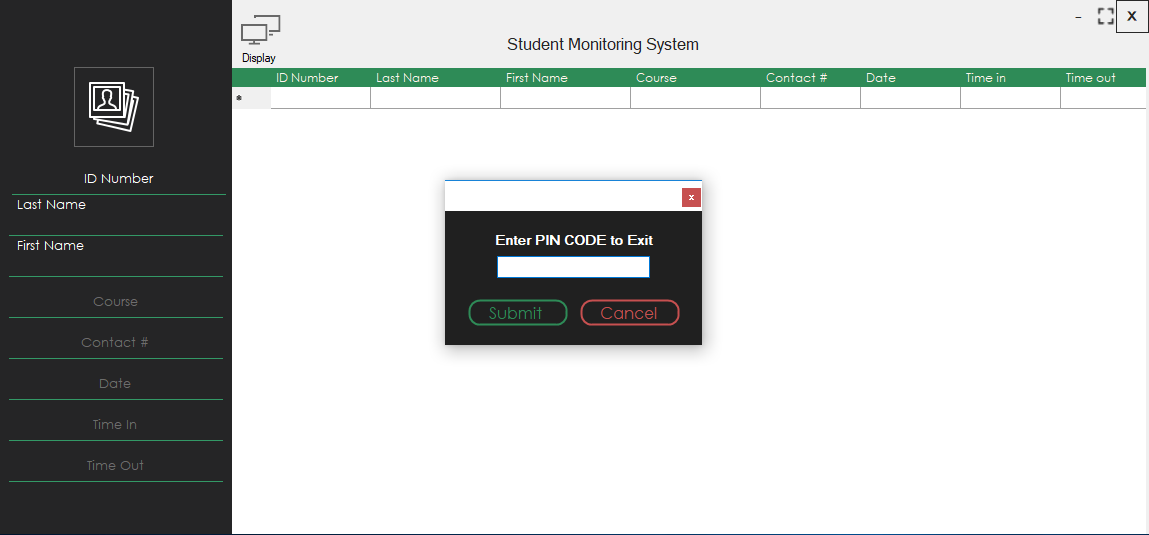 ID Number
Last Name
First Name
Course
Contact #
Date
Time In
Time Out
Display
Student Monitoring System
– X
ID Number Last Name First Name Course Contact # Date Time in Time out
*
x
Enter PIN CODE to Exit
Submit Cancel